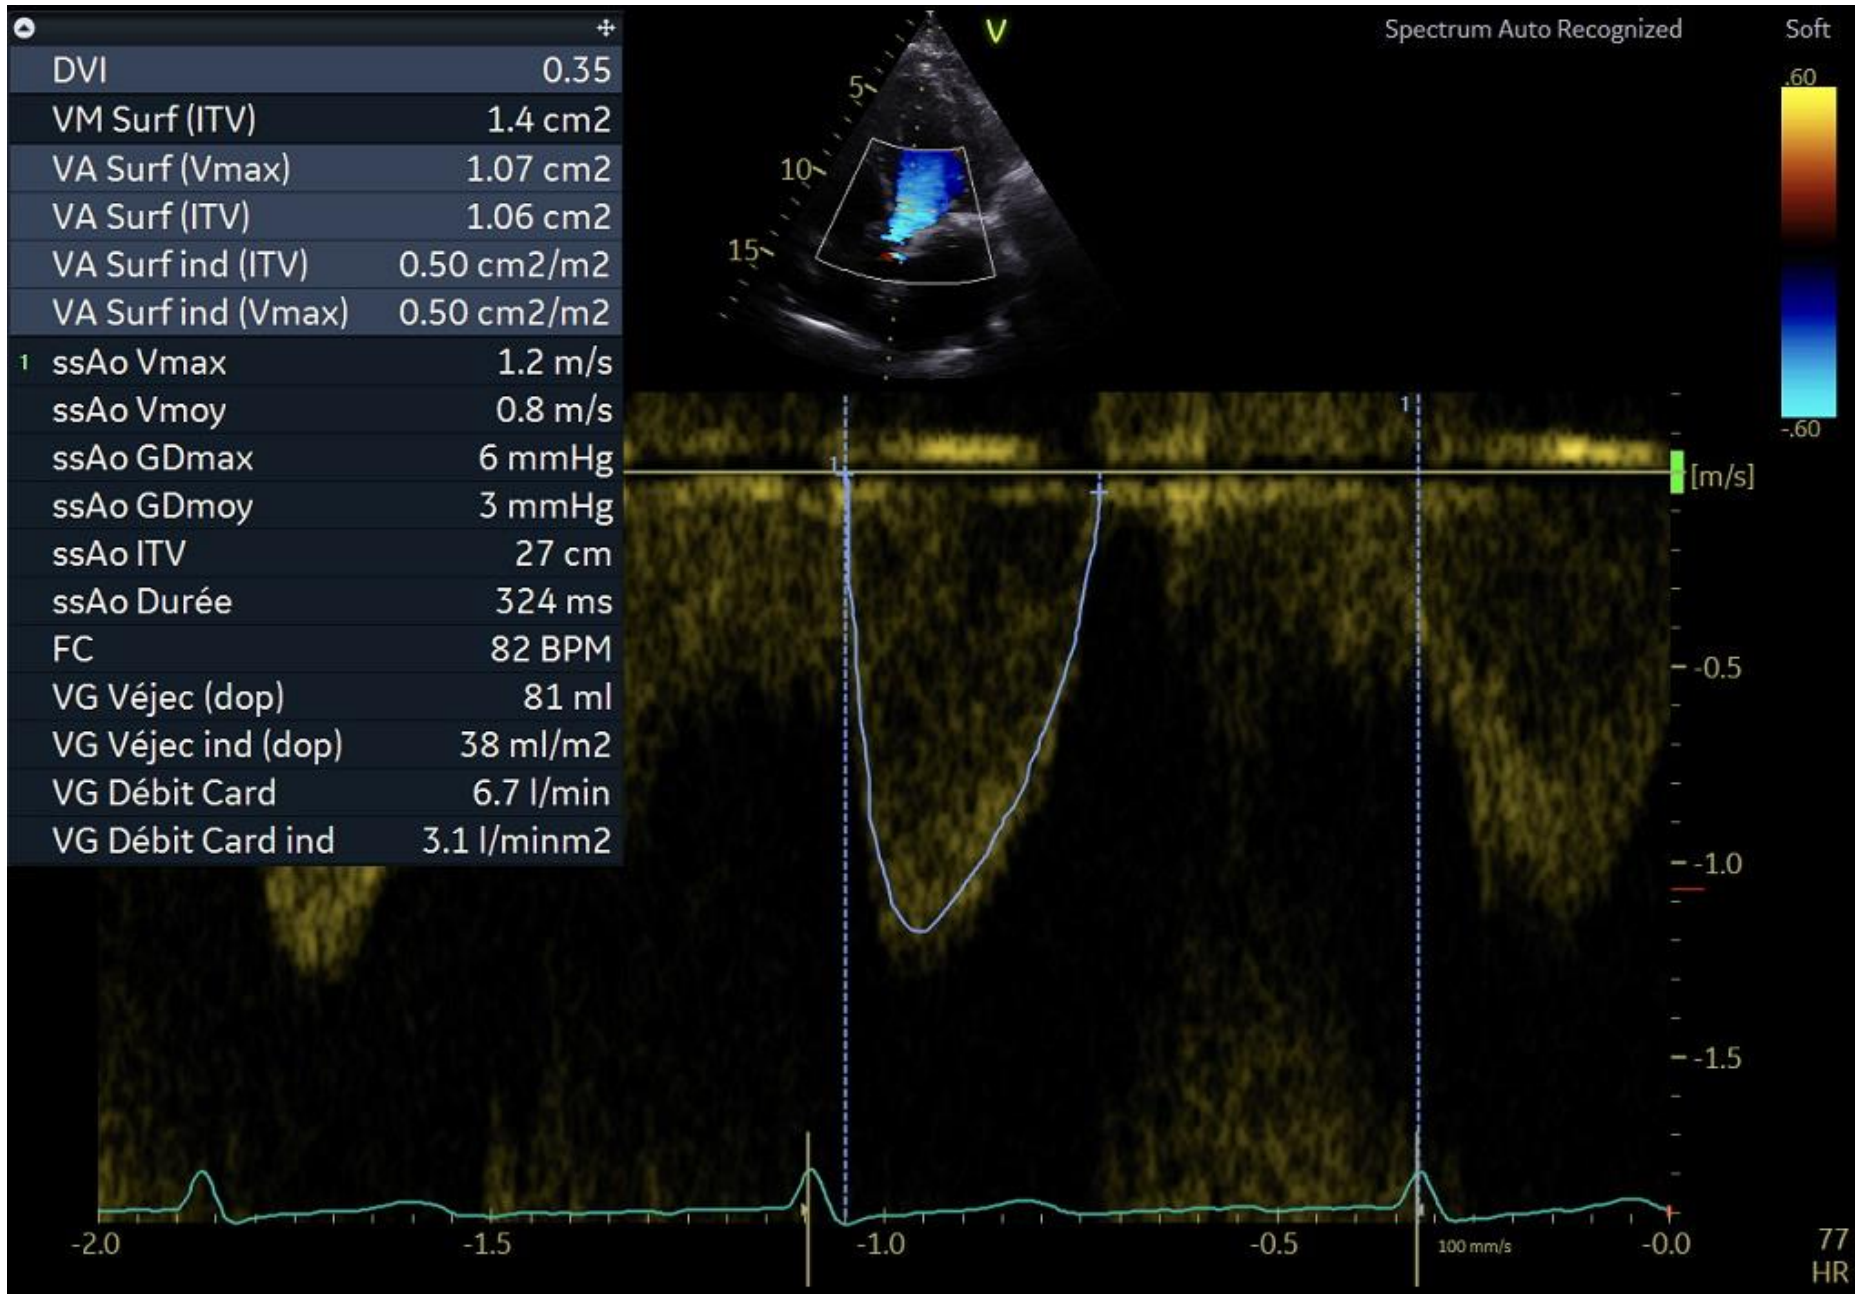 DVI 0.35
VM Surf (ITV) 1.4 cm2
VA Surf (Vmax) 1.07 cm2
VA Surf (ITV) 1.06 cm2
VA Surf ind (ITV) 0.50 cm2/m2
VA Surf ind (Vmax) 0.50 cm2/m2
1 ssAo Vmax 1.2 m/s
ssAo Vmoy 0.8 m/s
ssAo GDmax 6 mmHg
ssAo GDmoy 3 mmHg
ssAo ITV 27 cm
ssAo Durée 324 ms
FC 82 BPM
VG Véjec (dop) 81 ml
VG Véjec ind (dop) 38 ml/m2
VG Débit Card 6.7 l/min
VG Débit Card ind 3.1 l/minm2
V
5
10
15
Spectrum Auto Recognized
Soft
.60
-.60
1
1
[m/s]
-0.5
-1.0
-1.5
-2.0 -1.5 -1.0 -0.5 100 mm/s -0.0
77
HR